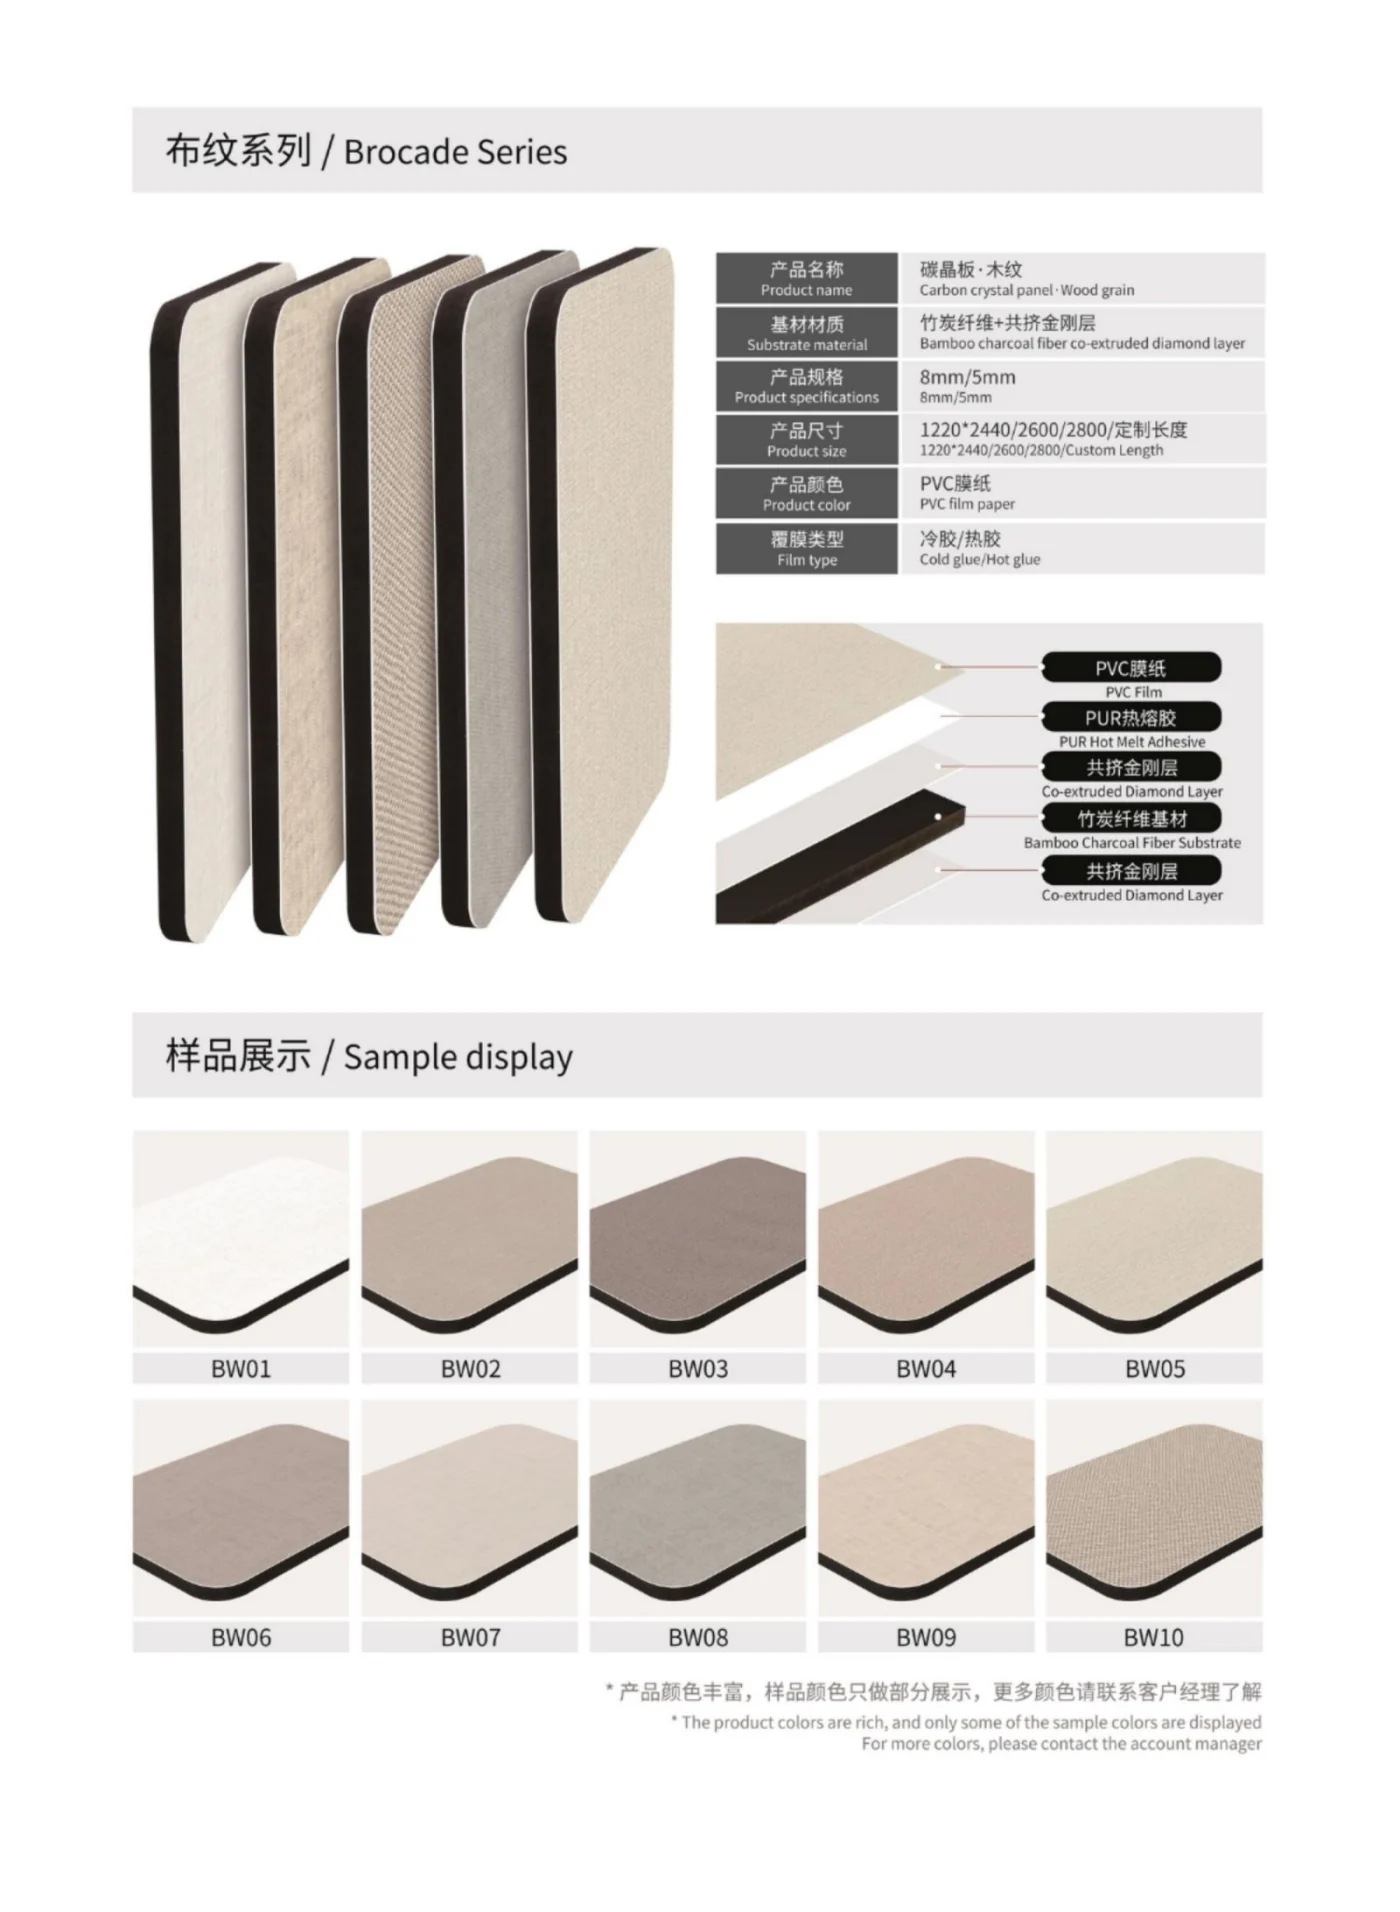 布纹系列 / Brocade Series
产品名称
Product name
碳晶板·木纹
Carbon crystal panel·Wood grain
基材材质
Substrate material
竹炭纤维+共挤金刚层
Bamboo charcoal fiber co-extruded diamond layer
产品规格
Product specifications
8mm/5mm
8mm/5mm
产品尺寸
Product size
1220*2440/2600/2800/定制长度
1220*2440/2600/2800/Custom Length
产品颜色
Product color
PVC膜纸
PVC film paper
覆膜类型
Film type
冷胶/热胶
Cold glue/Hot glue
PVC膜纸
PVC Film
PUR热熔胶
PUR Hot Melt Adhesive
共挤金刚层
Co-extruded Diamond Layer
竹炭纤维基材
Bamboo Charcoal Fiber Substrate
共挤金刚层
Co-extruded Diamond Layer
样品展示 / Sample display
BW01
BW02
BW03
BW04
BW05
BW06
BW07
BW08
BW09
BW10
* 产品颜色丰富，样品颜色只做部分展示，更多颜色请联系客户经理了解
* The product colors are rich, and only some of the sample colors are displayed
For more colors, please contact the account manager